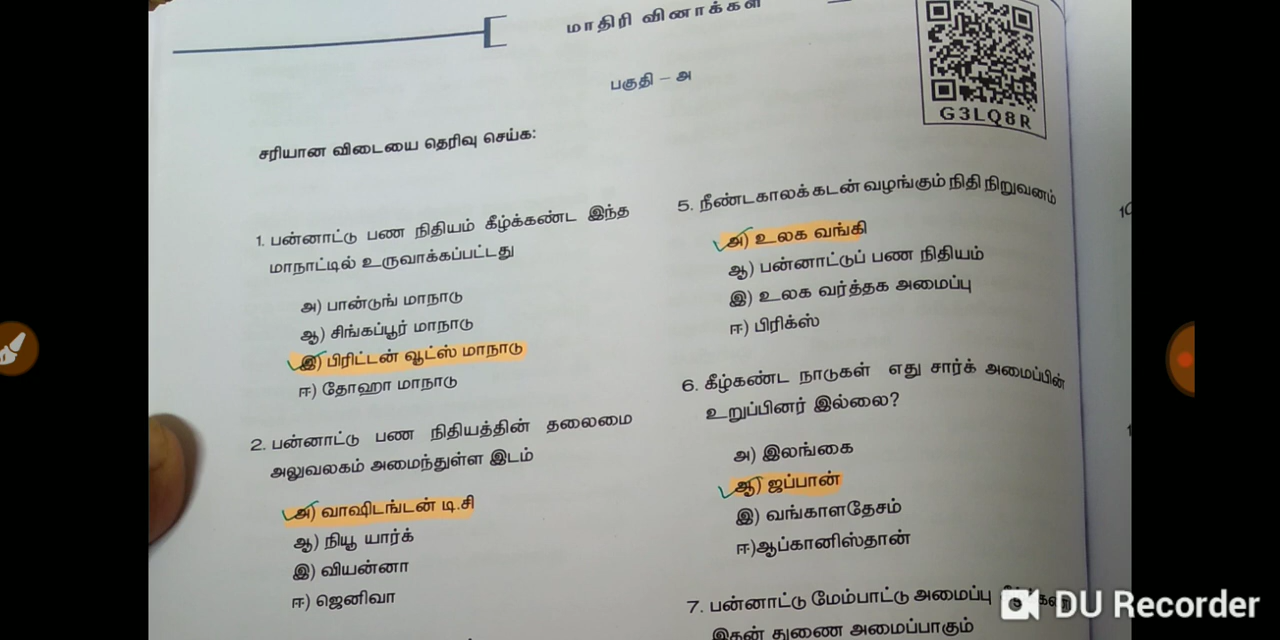 மாதிரி வினாக்கள்
பகுதி – அ
G3LQ8R
சரியான விடையை தெரிவு செய்க:
1. பன்னாட்டு பண நிதியம் கீழ்க்கண்ட இந்த
மாநாட்டில் உருவாக்கப்பட்டது
அ) பான்டுங் மாநாடு
ஆ) சிங்கப்பூர் மாநாடு
இ) பிரிட்டன் வூட்ஸ் மாநாடு
ஈ) தோஹா மாநாடு
2. பன்னாட்டு பண நிதியத்தின் தலைமை
அலுவலகம் அமைந்துள்ள இடம்
அ) வாஷிடங்டன் டி.சி
ஆ) நியூ யார்க்
இ) வியன்னா
ஈ) ஜெனிவா
5. நீண்டகாலக்கடன் வழங்கும் நிதி நிறுவனம்
அ) உலக வங்கி
ஆ) பன்னாட்டுப் பண நிதியம்
இ) உலக வர்த்தக அமைப்பு
ஈ) பிரிக்ஸ்
6. கீழ்கண்ட நாடுகள் எது சார்க் அமைப்பின்
உறுப்பினர் இல்லை?
அ) இலங்கை
ஆ) ஜப்பான்
இ) வங்காளதேசம்
ஈ)ஆப்கானிஸ்தான்
7. பன்னாட்டு மேம்பாட்டு அமைப்பு
இதன் துணை அமைப்பாகும்
10
DU Recorder